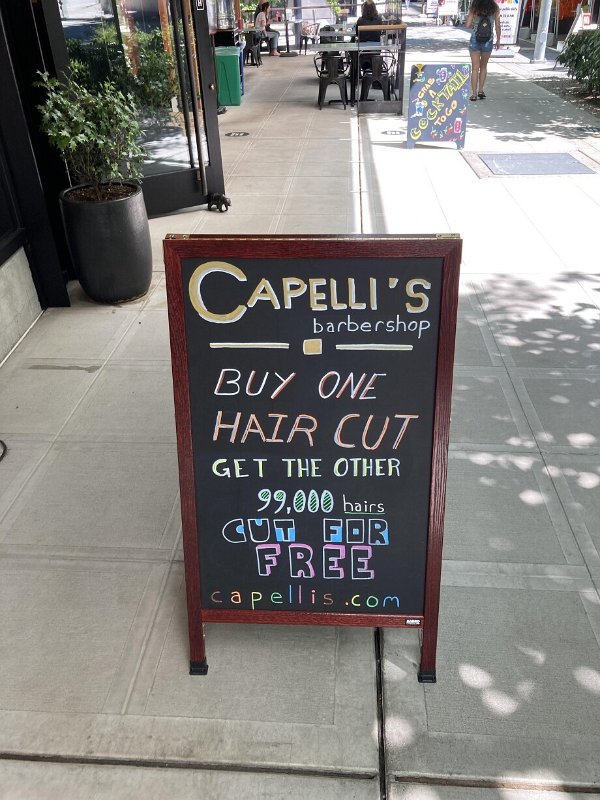 CAPELLI'S
barbershop
BUY ONE
HAIR CUT
GET THE OTHER
99,000 hairs
CUT FOR
FREE
capellis.com
GRAB
A
COCKTAIL
TO GO